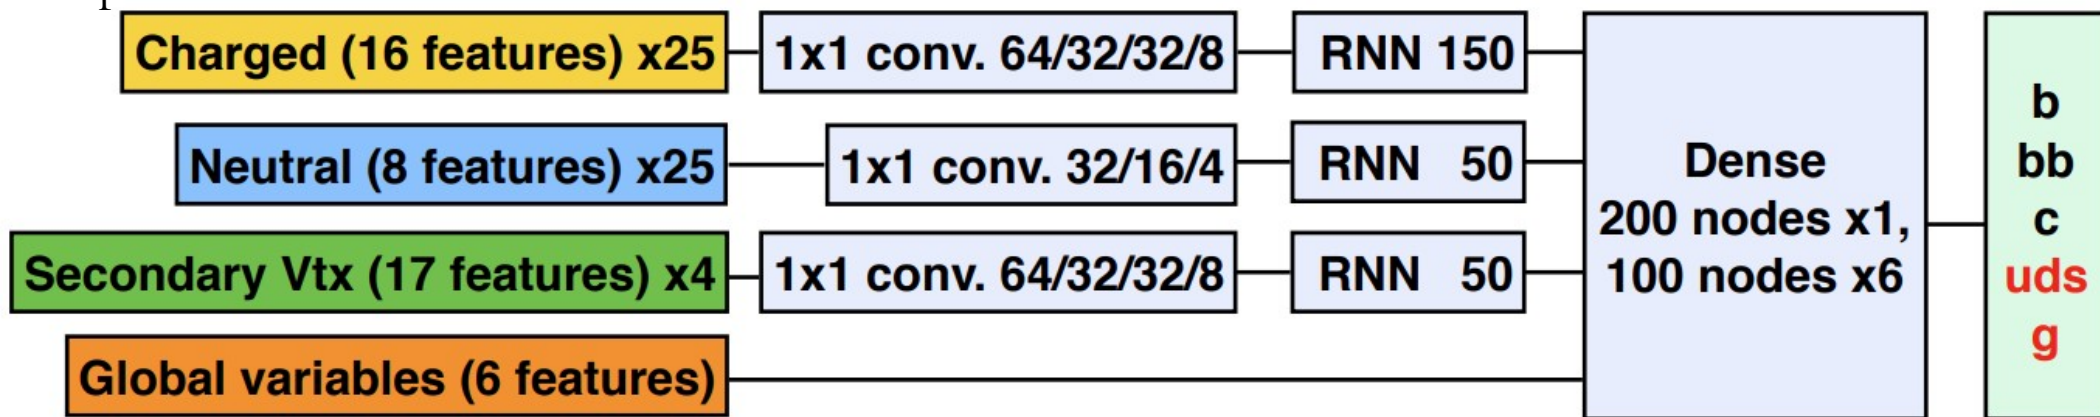 Charged (16 features) x25
1x1 conv. 64/32/32/8
RNN 150
Neutral (8 features) x25
1x1 conv. 32/16/4
RNN 50
Secondary Vtx (17 features) x4
1x1 conv. 64/32/32/8
RNN 50
Global variables (6 features)
Dense
200 nodes x1,
100 nodes x6
b
bb
c
uds
g